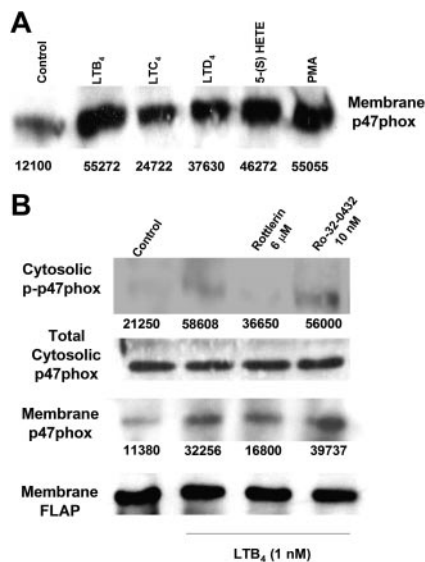 A
Control
LTB4
LTC4
LTD4
5-(S) HETE
PMA
Membrane
p47phox
12100 55272 24722 37630 46272 55055
B
Control
Rottlerin
6 µM
Ro-32-0432
10 nM
Cytosolic
p-p47phox
21250 58608 36650 56000
Total
Cytosolic
p47phox
Membrane
p47phox
11380 32256 16800 39737
Membrane
FLAP
LTB4 (1 nM)